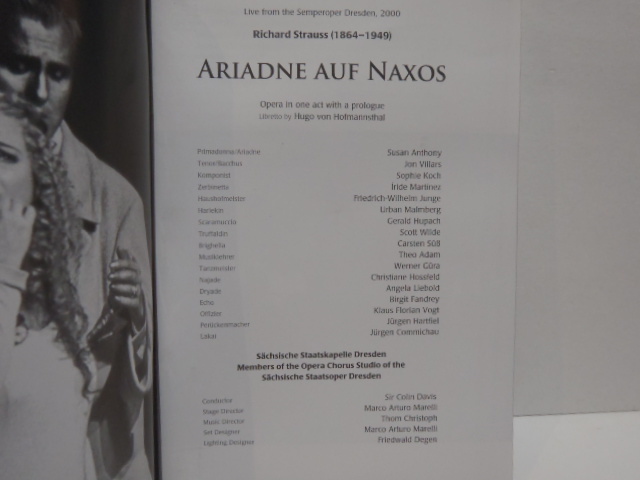 Live from the Semperoper Dresden, 2000
Richard Strauss (1864–1949)
ARIADNE AUF NAXOS
Opera in one act with a prologue
Libretto by Hugo von Hofmannsthal
Primadonna/Ariadne Susan Anthony
Tenor/Bacchus Jon Villars
Komponist Sophie Koch
Zerbinetta Iride Martinez
Haushofmeister Friedrich-Wilhelm Junge
Harlekin Urban Malmberg
Scaramuccio Gerald Hupach
Truffaldin Scott Wilde
Brighella Carsten Süß
Musiklehrer Theo Adam
Tanzmeister Werner Güra
Najade Christiane Hossfeld
Dryade Angela Liebold
Echo Birgit Fandrey
Offizier Klaus Florian Vogt
Perückenmacher Jürgen Hartfiel
Lakai Jürgen Commichau
Sächsische Staatskapelle Dresden
Members of the Opera Chorus Studio of the
Sächsische Staatsoper Dresden
Conductor Sir Colin Davis
Stage Director Marco Arturo Marelli
Music Director Thom Christoph
Set Designer Marco Arturo Marelli
Lighting Designer Friedwald Degen